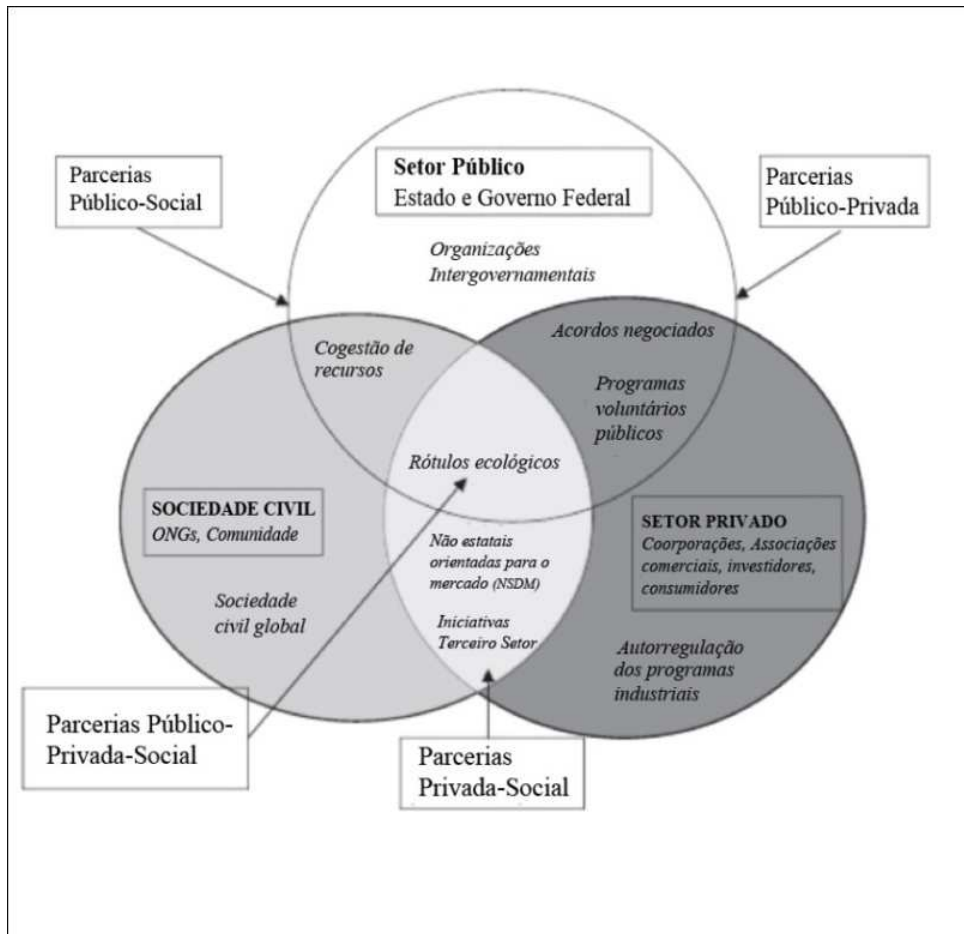 Parcerias
Público-Social
Setor Público
Estado e Governo Federal
Parcerias
Público-Privada
Organizações
Intergovernamentais
Cogestão de
recursos
Acordos negociados
Programas
voluntários
públicos
Rótulos ecológicos
SOCIEDADE CIVIL
ONGs, Comunidade
Não estatais
orientadas para o
mercado (NSDM)
SETOR PRIVADO
Coorporações, Associações
comerciais, investidores,
consumidores
Sociedade
civil global
Iniciativas
Terceiro Setor
Autorregulação
dos programas
industriais
Parcerias Público-
Privada-Social
Parcerias
Privada-Social